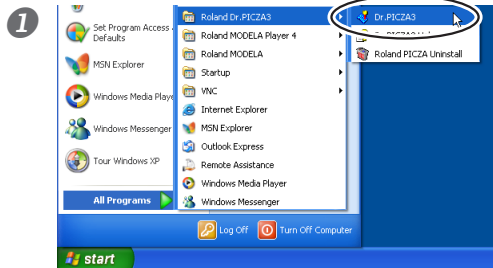 1
Set Program Access
Defaults
MSN Explorer
Windows Media Playe
Windows Messenger
Tour Windows XP
All Programs
Roland Dr.PICZA3
Roland MODELA Player 4
Roland MODELA
Startup
VNC
Internet Explorer
MSN Explorer
Outlook Express
Remote Assistance
Windows Media Player
Windows Messenger
Dr.PICZA3
Roland PICZA Uninstall
Log Off
Turn Off Computer
start